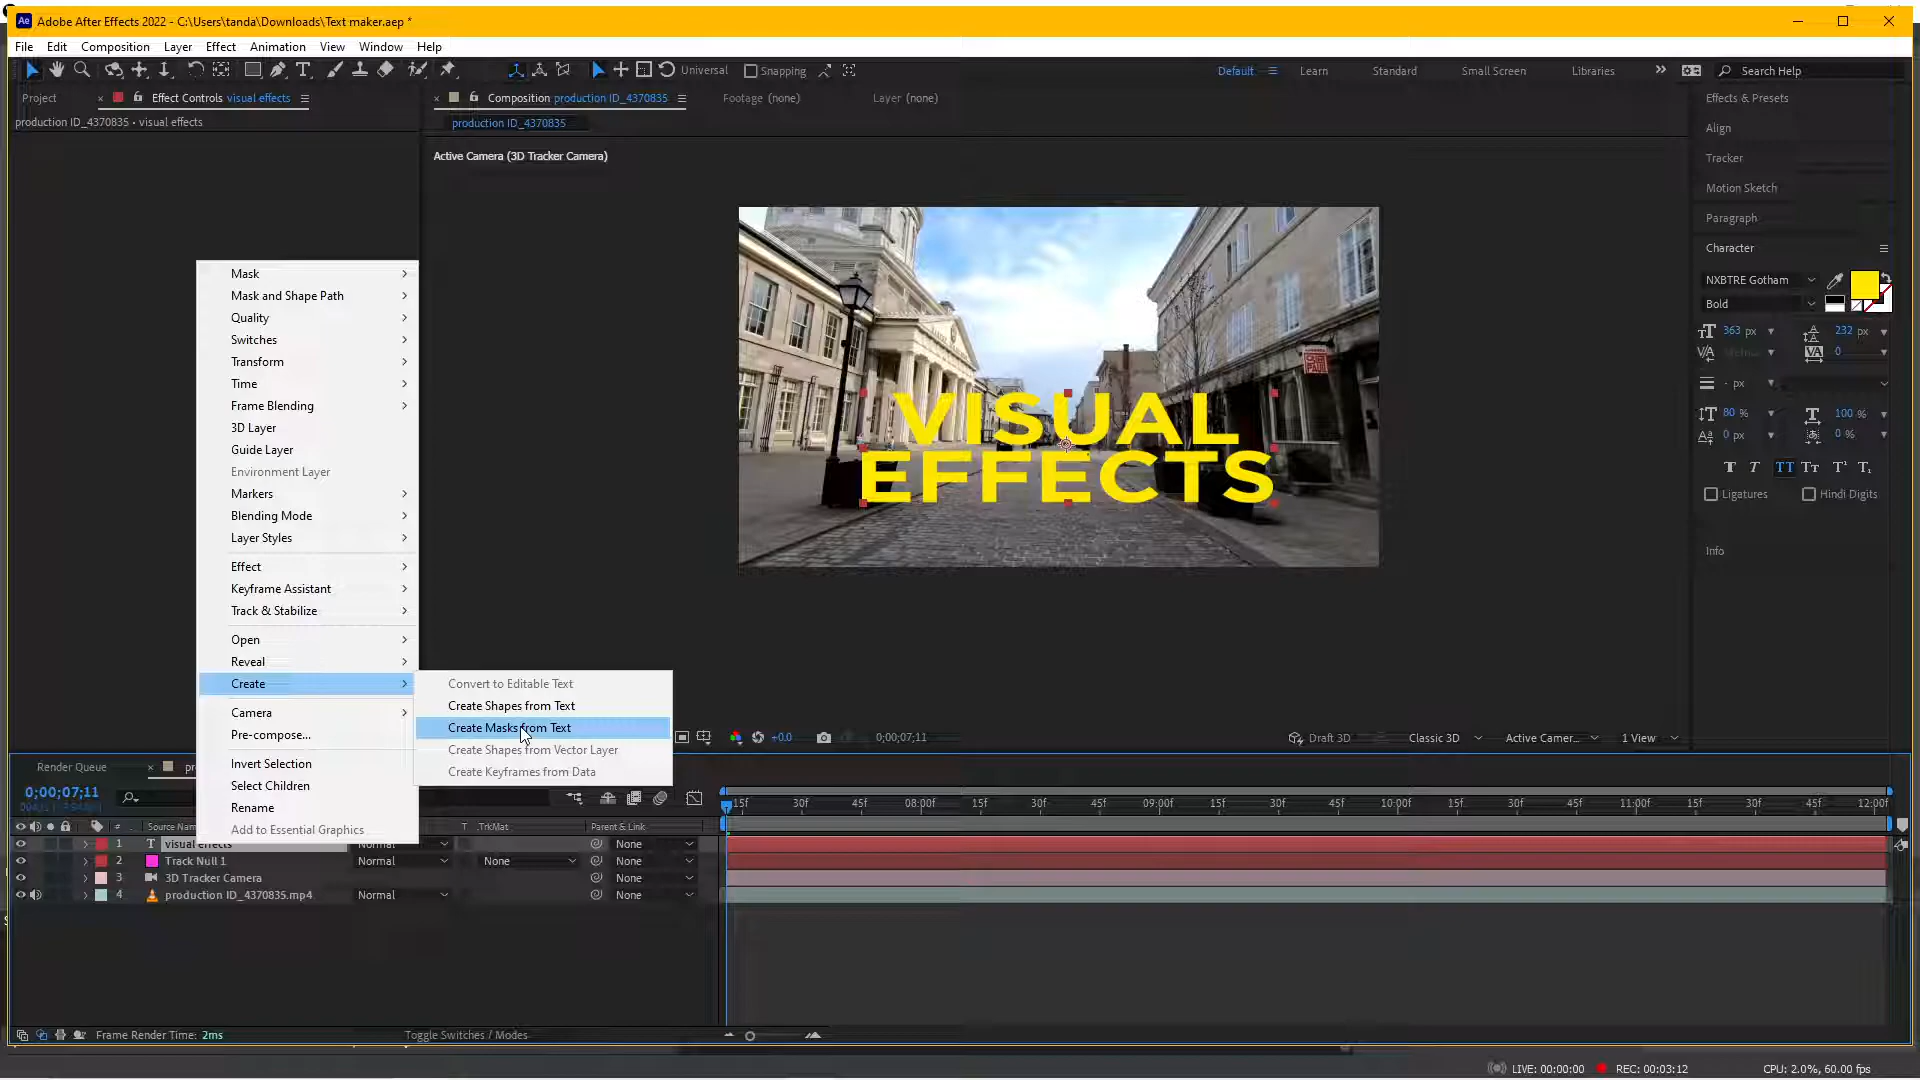 Ae Adobe After Effects 2022 - C:\Users\tanda\Downloads\Text maker.aep *
File Edit Composition Layer Effect Animation View Window Help
Universal Snapping Default Learn Standard Small Screen Libraries Search Help
Project Effect Controls visual effects Composition production ID_4370835 Footage (none) Layer (none)
production ID_4370835 • visual effects
production ID_4370835
Active Camera (3D Tracker Camera)
VISUAL
EFFECTS
Effects & Presets
Align
Tracker
Motion Sketch
Paragraph
Character
NXBTRE Gotham
Bold
363 px 232 px
0
- px
80 % 100 %
0 px 0 %
T T TT Tt T¹ T₁
Ligatures Hindi Digits
Info
Mask
Mask and Shape Path
Quality
Switches
Transform
Time
Frame Blending
3D Layer
Guide Layer
Environment Layer
Markers
Blending Mode
Layer Styles
Effect
Keyframe Assistant
Track & Stabilize
Open
Reveal
Create
Camera
Pre-compose...
Invert Selection
Select Children
Rename
Add to Essential Graphics
Convert to Editable Text
Create Shapes from Text
Create Masks from Text
Create Shapes from Vector Layer
Create Keyframes from Data
+0.0 0;00;07;11 Draft 3D Classic 3D Active Camer... 1 View
Render Queue pr
0;00;07;11
:15f 30f 45f 08:00f 15f 30f 45f 09:00f 15f 30f 45f 10:00f 15f 30f 45f 11:00f 15f 30f 45f 12:00f
# Source Nam T .TrkMat Parent & Link
1 T visual effects Normal None
2 Track Null 1 Normal None None
3 3D Tracker Camera None
4 production ID_4370835.mp4 Normal None
Frame Render Time: 2ms Toggle Switches / Modes
LIVE: 00:00:00 REC: 00:03:12 CPU: 2.0%, 60.00 fps